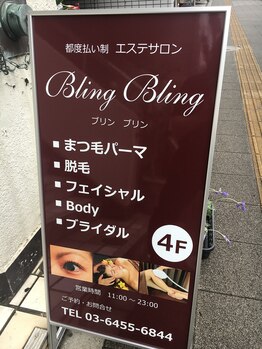 都度払い制 エステサロン
Bling Bling
ブリン ブリン
■ まつ毛パーマ
■ 脱毛
■ フェイシャル
■ Body
■ ブライダル
4F
営業時間 11:00～23:00
ご予約・お問合せ
TEL 03-6455-6844